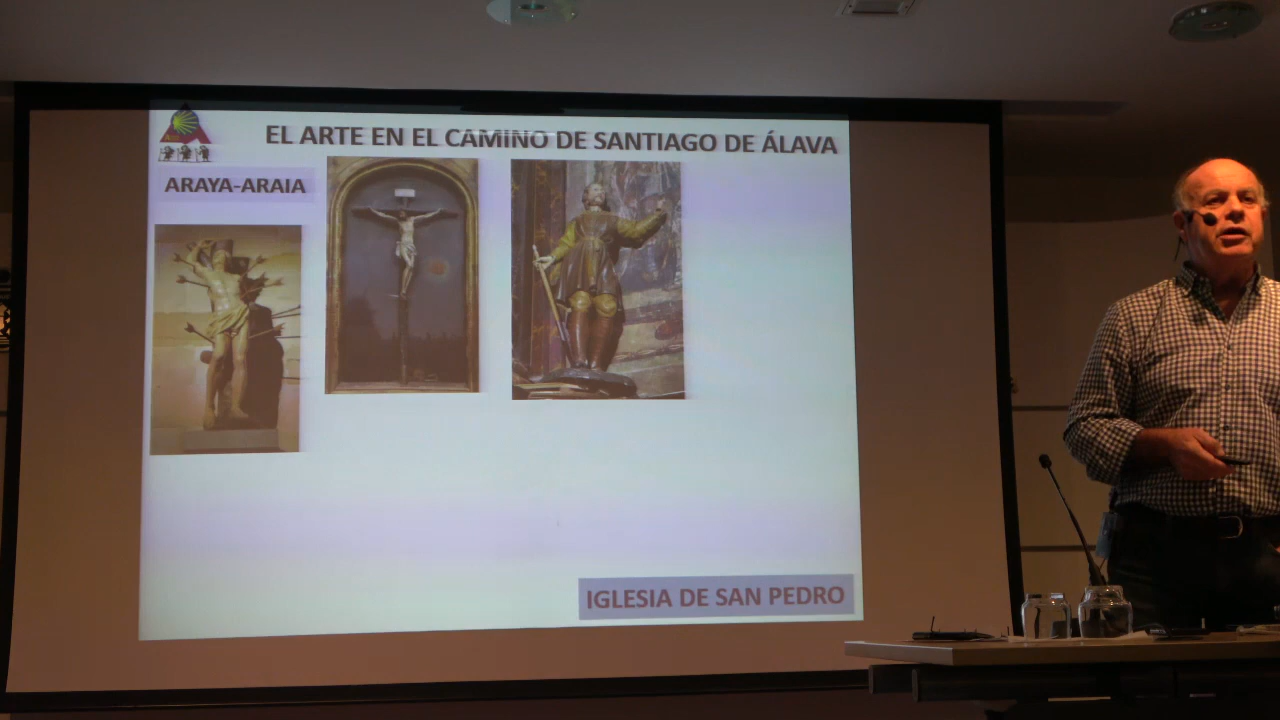 EL ARTE EN EL CAMINO DE SANTIAGO DE ÁLAVA
ARAYA-ARAIA
IGLESIA DE SAN PEDRO